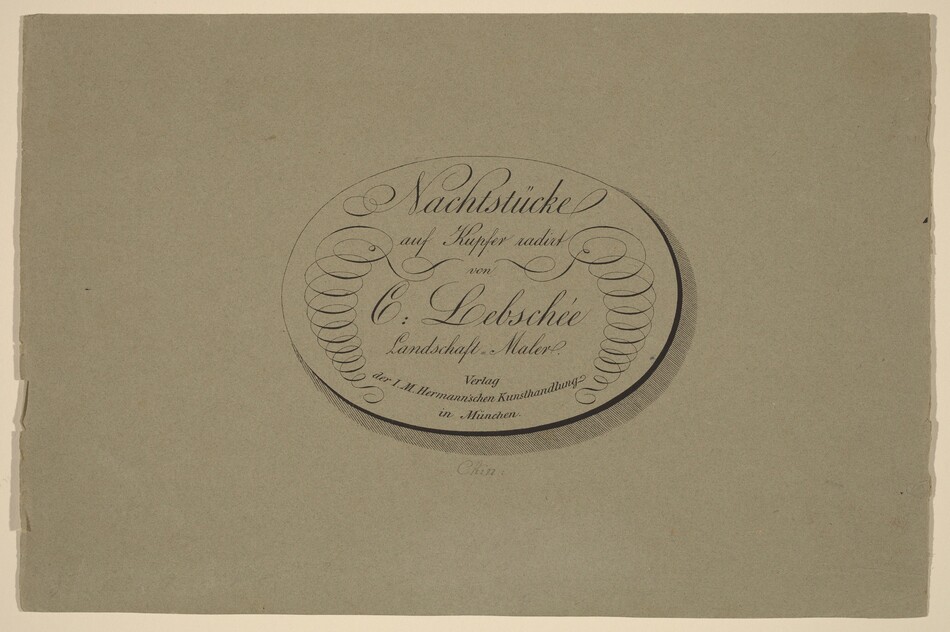 Nachtstücke
auf Kupfer radirt
von
C: Lebschée
Landschaft-Maler.
Verlag
der I. M. Hermann'schen Kunsthandlung
in München.